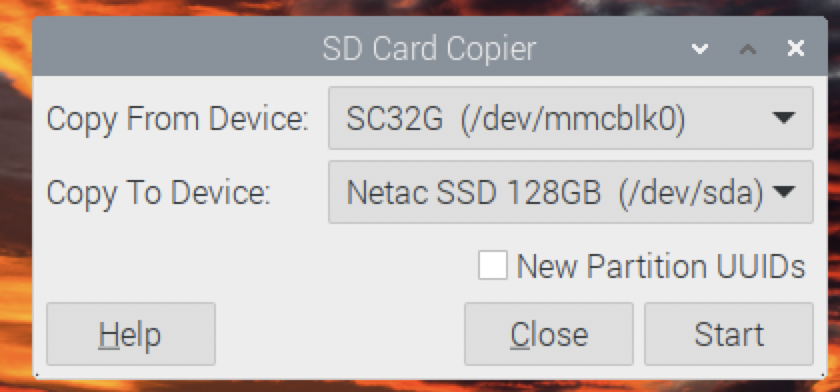 SD Card Copier
Copy From Device: SC32G (/dev/mmcblk0)
Copy To Device: Netac SSD 128GB (/dev/sda)
New Partition UUIDs
Help Close Start